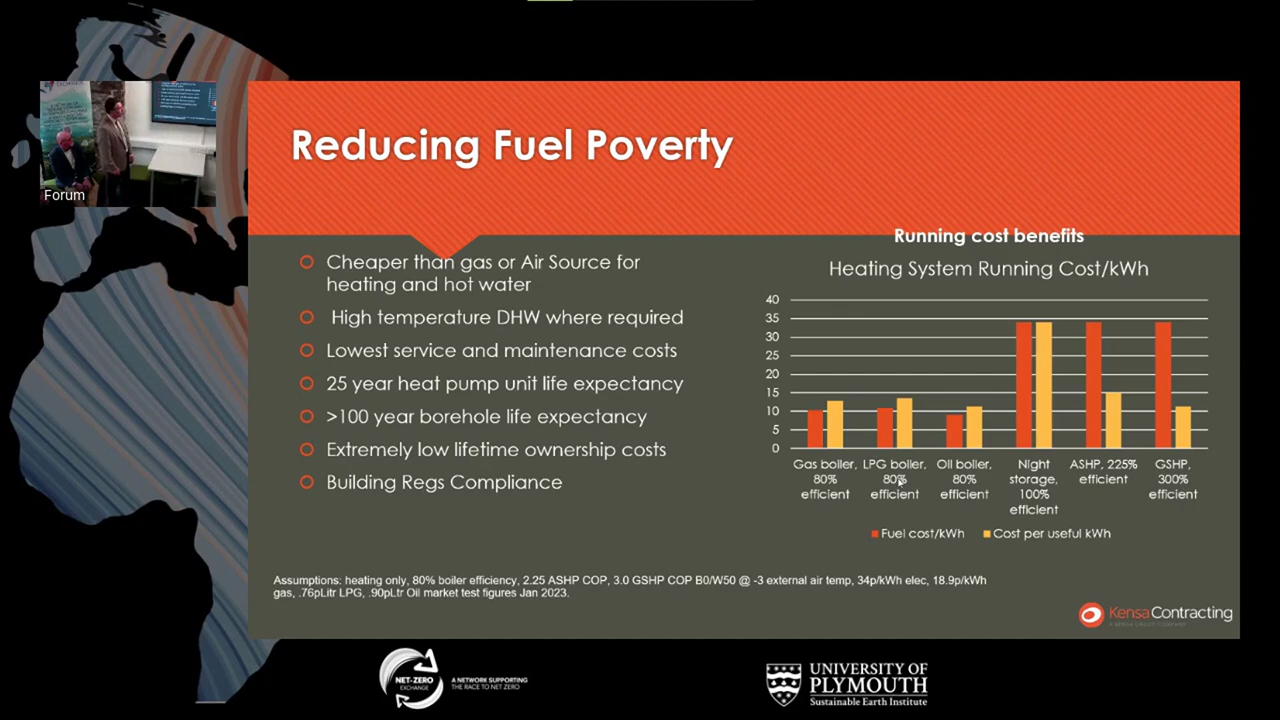 Forum
Reducing Fuel Poverty
Cheaper than gas or Air Source for
heating and hot water
High temperature DHW where required
Lowest service and maintenance costs
25 year heat pump unit life expectancy
>100 year borehole life expectancy
Extremely low lifetime ownership costs
Building Regs Compliance
Running cost benefits
Heating System Running Cost/kWh
40
35
30
25
20
15
10
5
0
Gas boiler,
80%
efficient
LPG boiler,
80%
efficient
Oil boiler,
80%
efficient
Night
storage,
100%
efficient
ASHP, 225%
efficient
GSHP,
300%
efficient
Fuel cost/kWh
Cost per useful kWh
Assumptions: heating only, 80% boiler efficiency, 2.25 ASHP COP, 3.0 GSHP COP B0/W50 @ -3 external air temp, 34p/kWh elec, 18.9p/kWh
gas, .76pLitr LPG, .90pLtr Oil market test figures Jan 2023.
KensaContracting
NET-ZERO
EXCHANGE
A NETWORK SUPPORTING
THE RACE TO NET ZERO
UNIVERSITY OF
PLYMOUTH
Sustainable Earth Institute